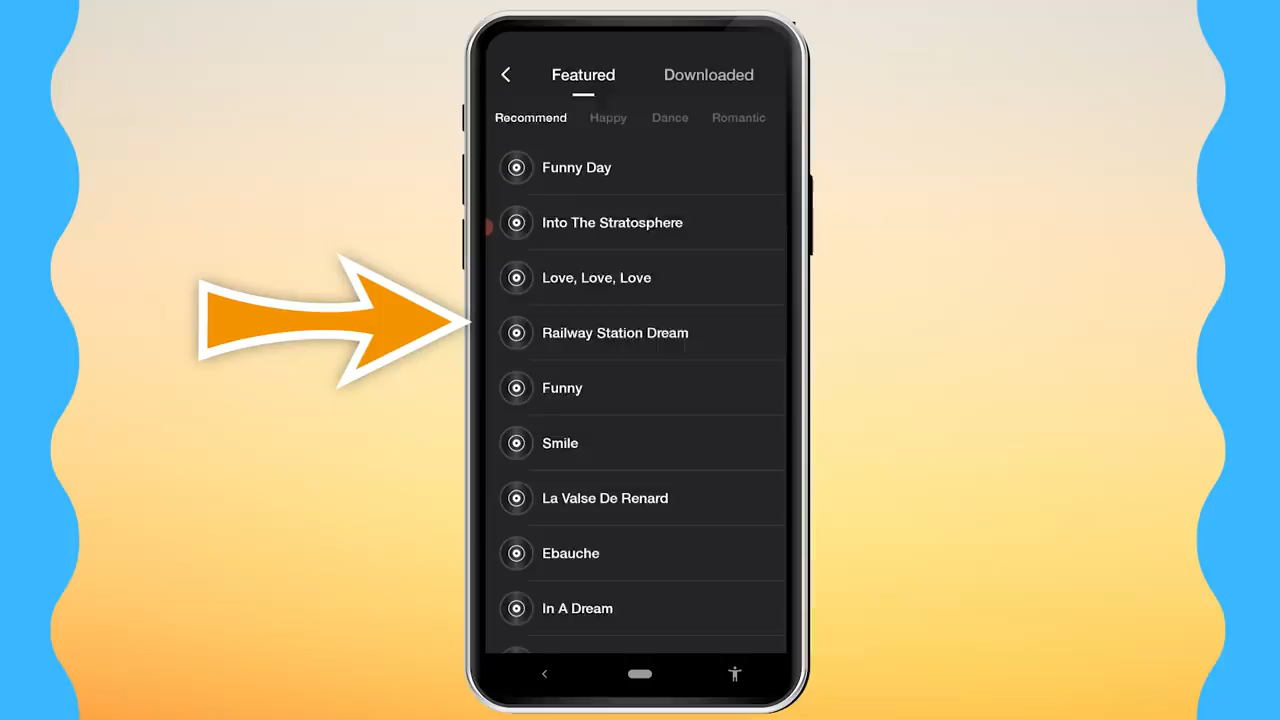 Featured Downloaded
Recommend Happy Dance Romantic
Funny Day
Into The Stratosphere
Love, Love, Love
Railway Station Dream
Funny
Smile
La Valse De Renard
Ebauche
In A Dream